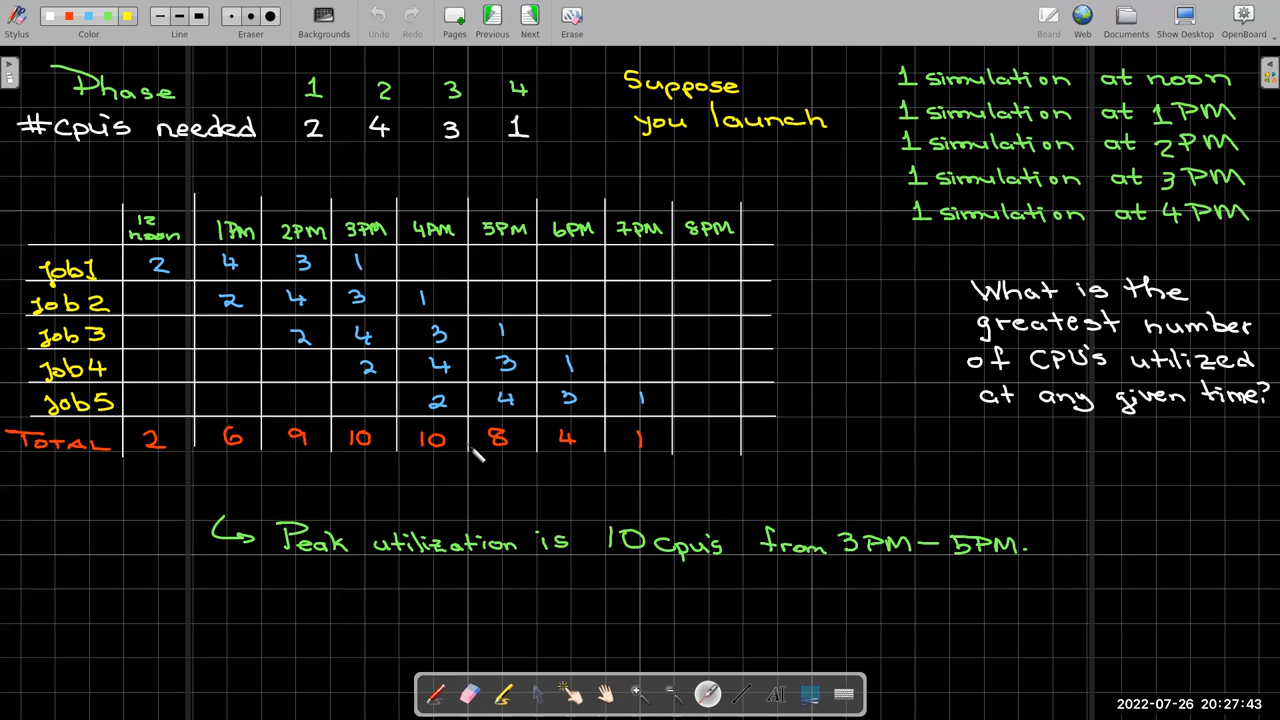 Stylus Color Line Eraser Backgrounds Undo Redo Pages Previous Next Erase Board Web Documents Show Desktop OpenBoard
Phase 1 2 3 4
#cpu's needed 2 4 3 1
Suppose
you launch
1 simulation at noon
1 simulation at 1PM
1 simulation at 2PM
1 simulation at 3PM
1 simulation at 4PM
12 noon 1PM 2PM 3PM 4PM 5PM 6PM 7PM 8PM
Job1 2 4 3 1
Job2 2 4 3 1
Job3 2 4 3 1
Job4 2 4 3 1
Job5 2 4 3 1
TOTAL 2 6 9 10 10 8 4 1
What is the
greatest number
of CPU's utilized
at any given time?
↪ Peak utilization is 10 cpu's from 3PM – 5PM.
AI
2022-07-26 20:27:43